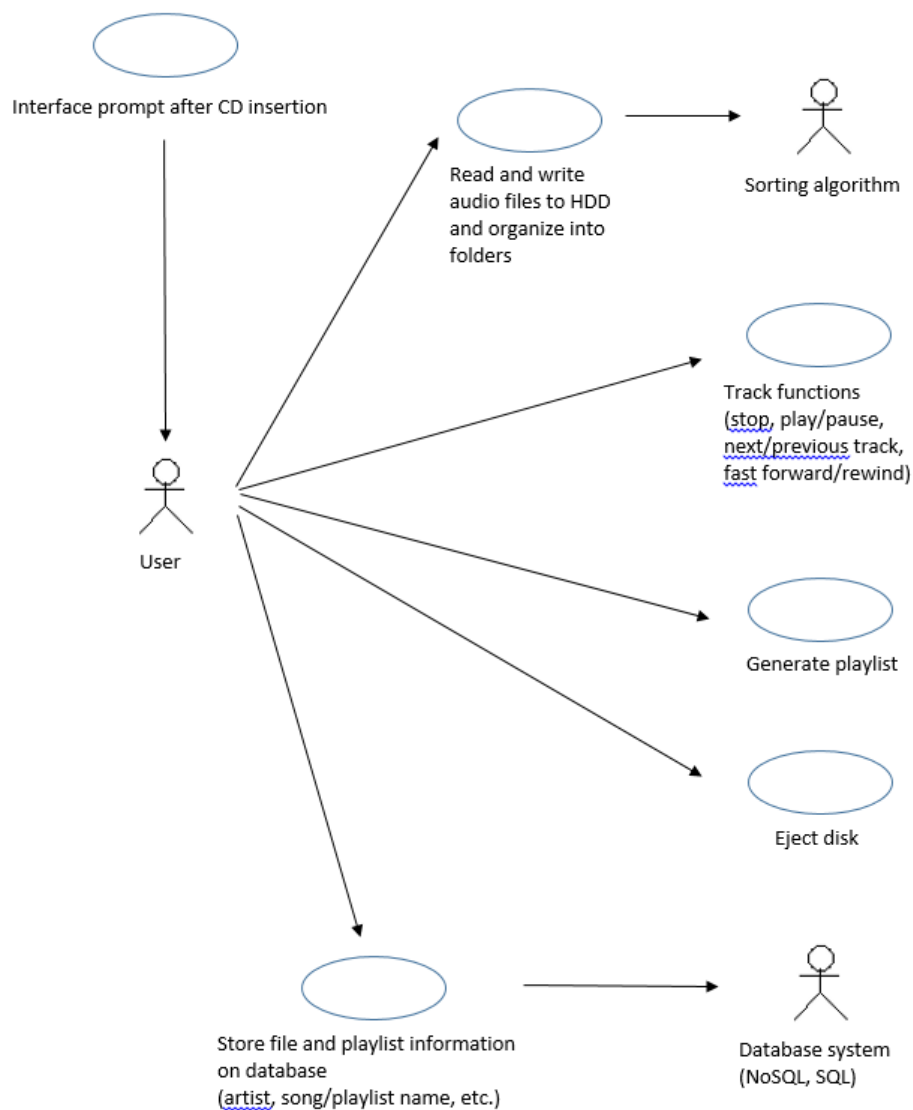 Interface prompt after CD insertion
Read and write
audio files to HDD
and organize into
folders
Sorting algorithm
Track functions
(stop, play/pause,
next/previous track,
fast forward/rewind)
User
Generate playlist
Eject disk
Store file and playlist information
on database
(artist, song/playlist name, etc.)
Database system
(NoSQL, SQL)